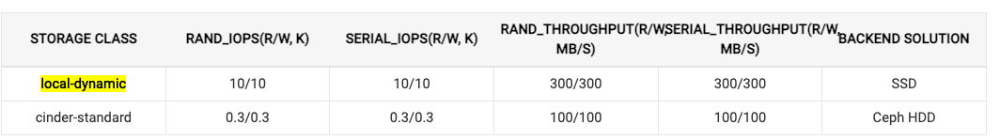 STORAGE CLASS RAND_IOPS(R/W, K) SERIAL_IOPS(R/W, K) RAND_THROUGHPUT(R/W, MB/S) SERIAL_THROUGHPUT(R/W, MB/S) BACKEND SOLUTION
local-dynamic 10/10 10/10 300/300 300/300 SSD
cinder-standard 0.3/0.3 0.3/0.3 100/100 100/100 Ceph HDD